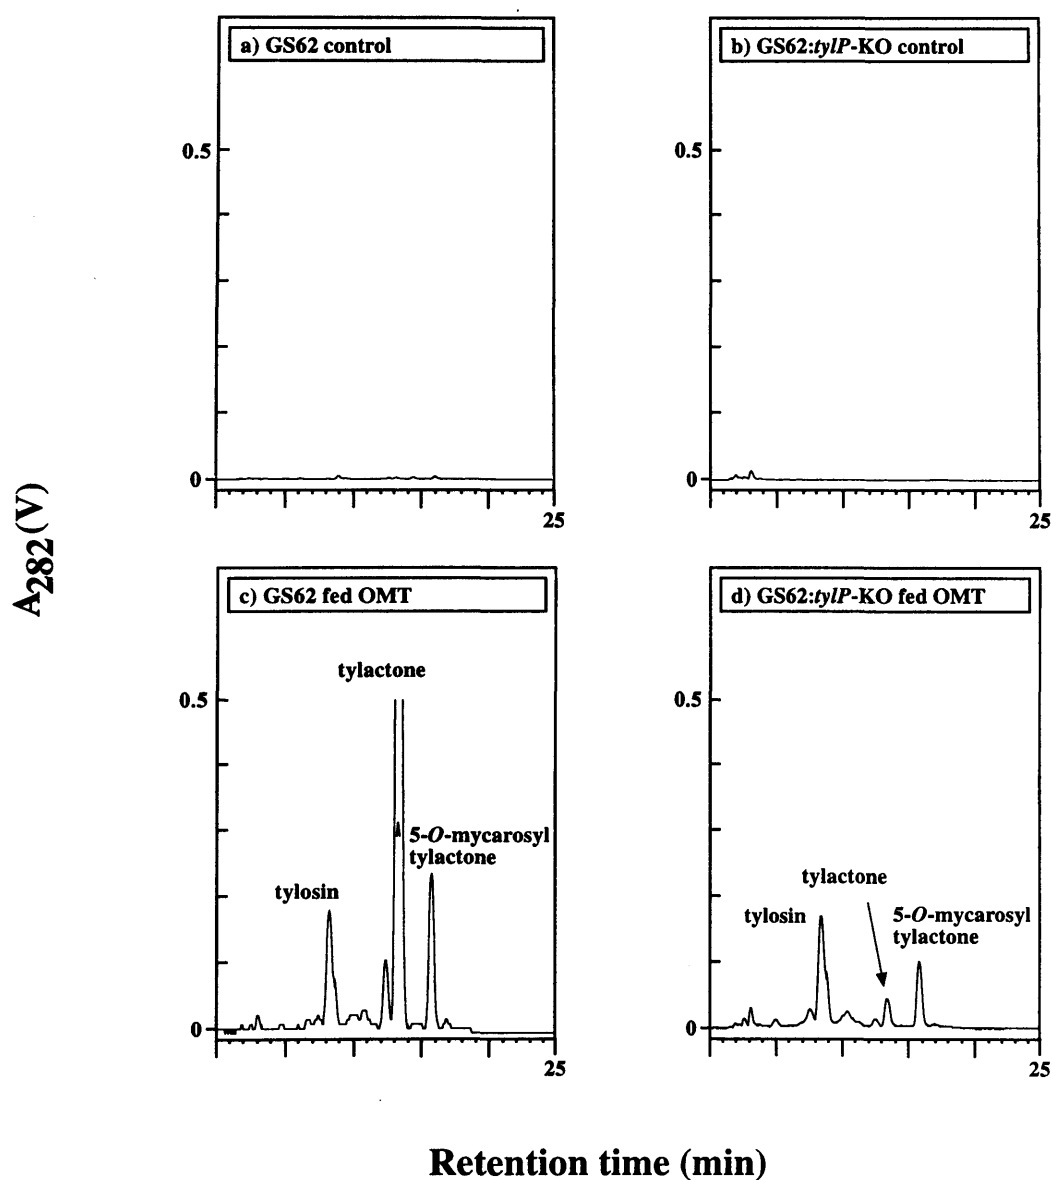 a) GS62 control
b) GS62:tylP-KO control
0.5
0.5
0
0
25
25
A282(V)
c) GS62 fed OMT
d) GS62:tylP-KO fed OMT
tylactone
0.5
0.5
5-O-mycarosyl
tylactone
tylosin
tylactone
tylosin
5-O-mycarosyl
tylactone
0
0
25
25
Retention time (min)